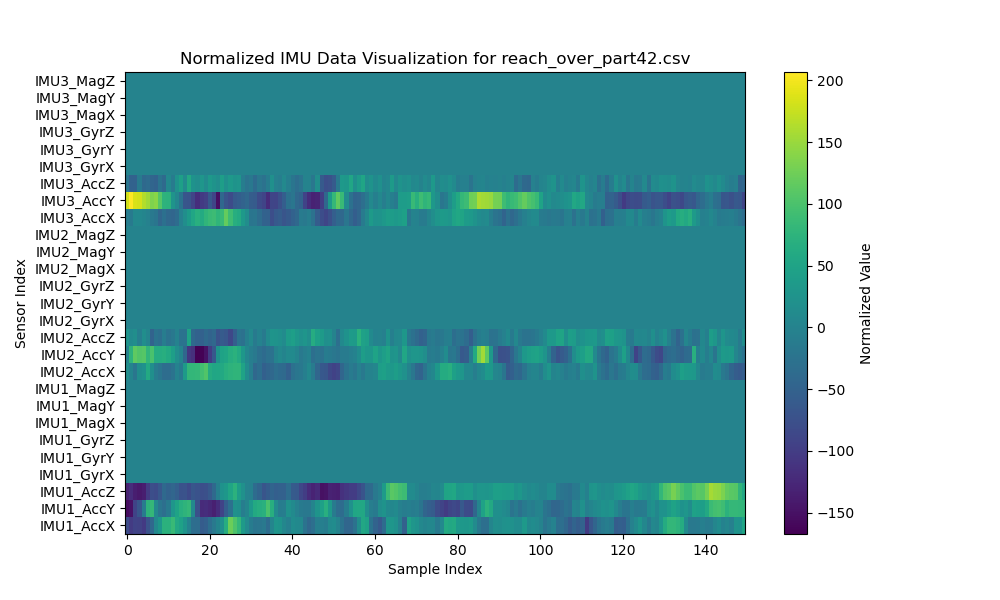 Normalized IMU Data Visualization for reach_over_part42.csv
Sensor Index
IMU3_MagZ
IMU3_MagY
IMU3_MagX
IMU3_GyrZ
IMU3_GyrY
IMU3_GyrX
IMU3_AccZ
IMU3_AccY
IMU3_AccX
IMU2_MagZ
IMU2_MagY
IMU2_MagX
IMU2_GyrZ
IMU2_GyrY
IMU2_GyrX
IMU2_AccZ
IMU2_AccY
IMU2_AccX
IMU1_MagZ
IMU1_MagY
IMU1_MagX
IMU1_GyrZ
IMU1_GyrY
IMU1_GyrX
IMU1_AccZ
IMU1_AccY
IMU1_AccX
0 20 40 60 80 100 120 140
Sample Index
200
150
100
50
0
−50
−100
−150
Normalized Value